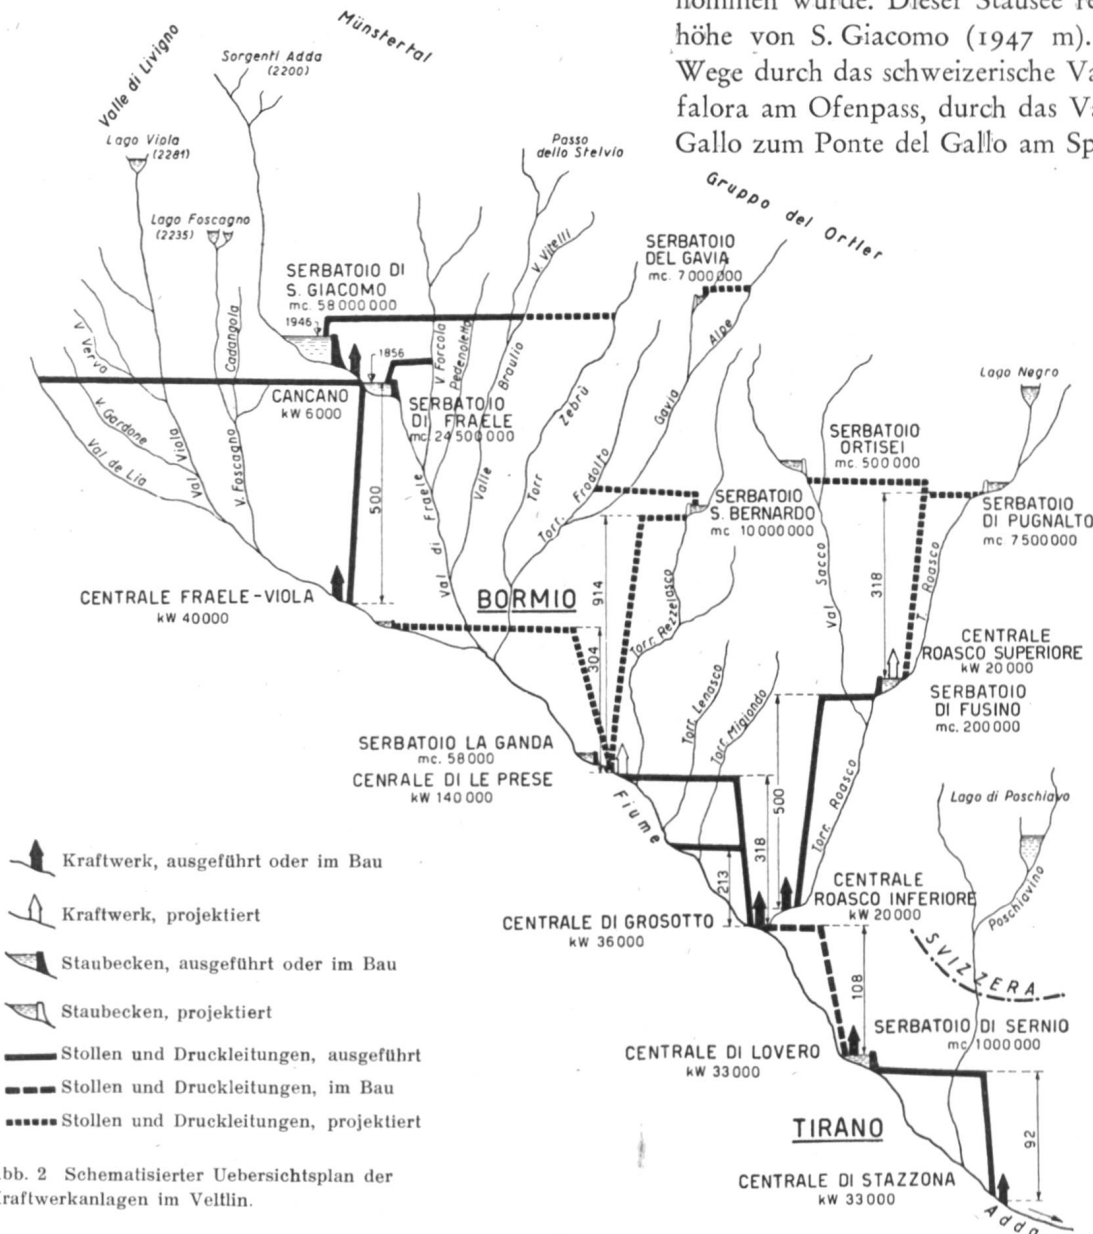 nommen wurde. Dieser Stausee
höhe von S. Giacomo (1947 m).
Wege durch das schweizerische
falora am Ofenpass, durch das
Gallo zum Ponte del Gallo am
Münstertal
Valle di Livigno
Sorgenti Adda
(2200)
Lago Viola
(2281)
Lago Foscagno
(2235)
Passo
dello Stelvio
Gruppo del Ortler
SERBATOIO
DEL GAVIA
mc. 7 000 000
SERBATOIO DI
S. GIACOMO
mc. 58 000 000
1946
1856
V. Vitelli
V. Verva
V. Gardone
Val de Lia
Val Viola
V. Foscagno
Cadangola
V. Forcola
Pedenoletto
Braulio
Valle
Zebrù
Torr
Alpe
Gavia
Torr. Frodolfo
CANCANO
kW 6000
SERBATOIO
DI FRAELE
mc. 24 500 000
Val di Fraele
500
Lago Negro
SERBATOIO
ORTISEI
mc. 500 000
SERBATOIO
S. BERNARDO
mc. 10 000 000
SERBATOIO
DI PUGNALTO
mc. 7 500 000
318
914
Val Sacco
T. Roasco
CENTRALE FRAELE-VIOLA
kW 40 000
BORMIO
304
Torr. Rezzelasco
CENTRALE
ROASCO SUPERIORE
kW 20 000
SERBATOIO
DI FUSINO
mc. 200 000
Torr Lenasco
Torr Migiondo
SERBATOIO LA GANDA
mc. 58 000
CENRALE DI LE PRESE
kW 140 000
Fiume
500
318
213
Torr. Roasco
Lago di Poschiavo
Poschiavino
CENTRALE
ROASCO INFERIORE
kW 20 000
CENTRALE DI GROSOTTO
kW 36 000
SVIZZERA
108
SERBATOIO DI SERNIO
mc 1 000 000
CENTRALE DI LOVERO
kW 33 000
TIRANO
92
CENTRALE DI STAZZONA
kW 33 000
Adda
Kraftwerk, ausgeführt oder im Bau
Kraftwerk, projektiert
Staubecken, ausgeführt oder im Bau
Staubecken, projektiert
Stollen und Druckleitungen, ausgeführt
Stollen und Druckleitungen, im Bau
Stollen und Druckleitungen, projektiert
bb. 2 Schematisierter Uebersichtsplan der
raftwerkanlagen im Veltlin.